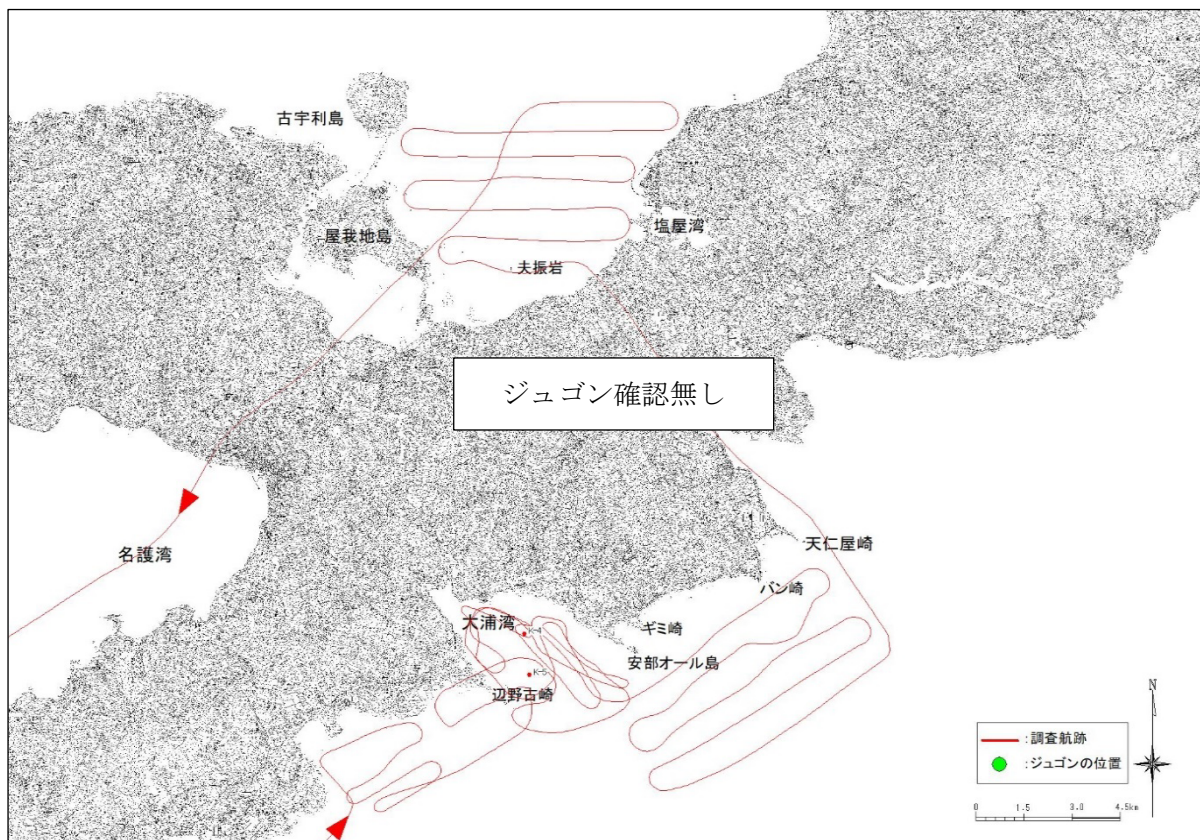 古宇利島
屋我地島
塩屋湾
夫振岩
ジュゴン確認無し
名護湾
天仁屋崎
バン崎
大浦湾
K-4
ギミ崎
安部オール島
K-5
辺野古崎
N
:調査航跡
:ジュゴンの位置
0 1.5 3.0 4.5km